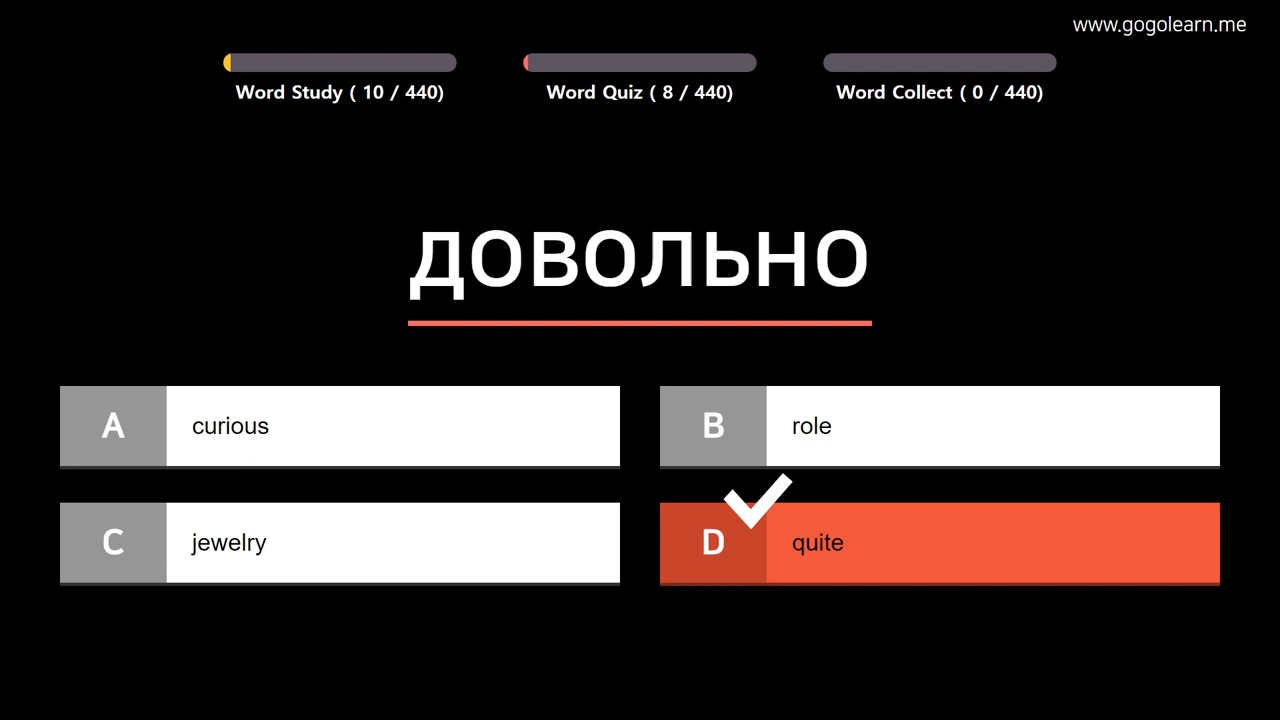 www.gogolearn.me
Word Study ( 10 / 440)
Word Quiz ( 8 / 440)
Word Collect ( 0 / 440)
довольно
A
curious
B
role
C
jewelry
D
quite